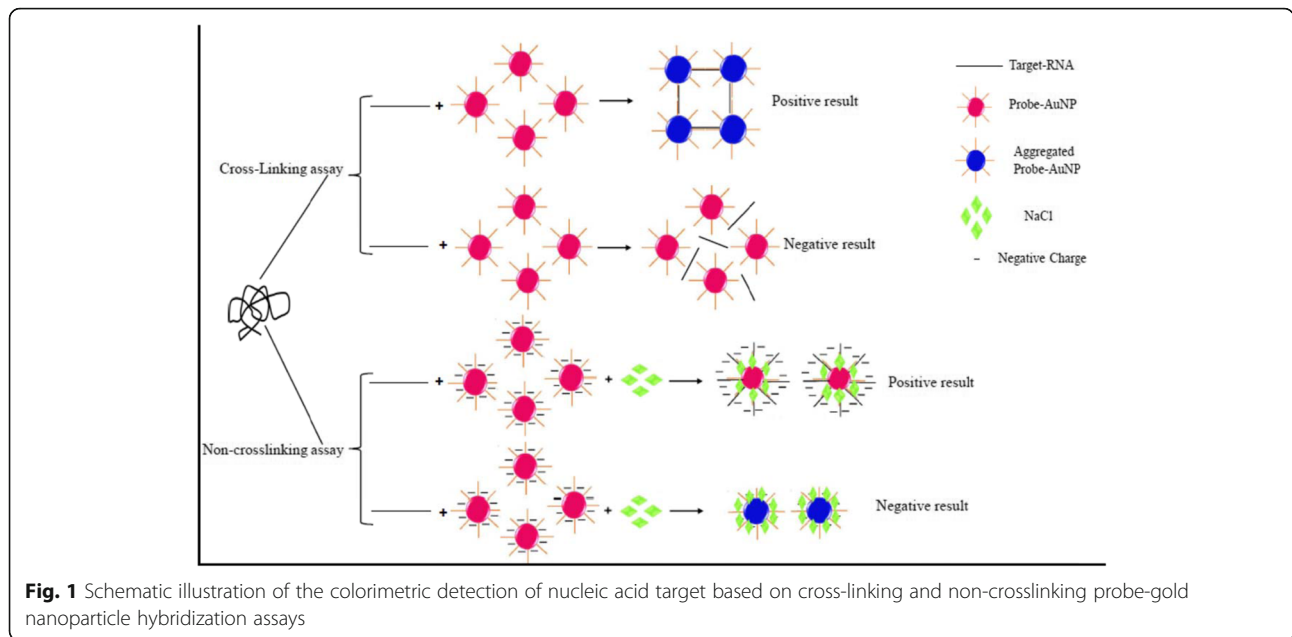 Target-RNA
Probe-AuNP
Aggregated
Probe-AuNP
NaCl
Negative Charge
Cross-Linking assay
+
Positive result
+
Negative result
Non-crosslinking assay
+
+
Positive result
+
+
Negative result
Fig. 1 Schematic illustration of the colorimetric detection of nucleic acid target based on cross-linking and non-crosslinking probe-gold
nanoparticle hybridization assays